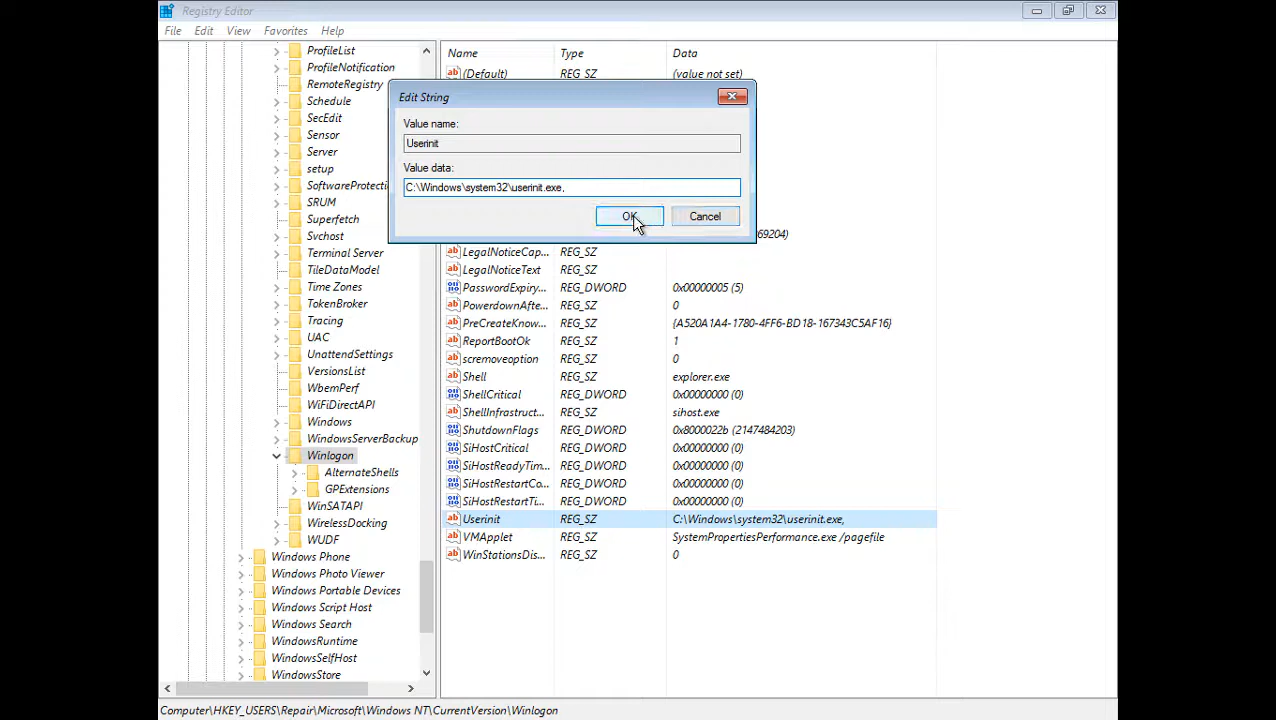 Registry Editor
File Edit View Favorites Help
ProfileList
ProfileNotification
RemoteRegistry
Schedule
SecEdit
Sensor
Server
setup
SoftwareProtecti
SRUM
Superfetch
Svchost
Terminal Server
TileDataModel
Time Zones
TokenBroker
Tracing
UAC
UnattendSettings
VersionsList
WbemPerf
WiFiDirectAPI
Windows
WindowsServerBackup
Winlogon
AlternateShells
GPExtensions
WinSATAPI
WirelessDocking
WUDF
Windows Phone
Windows Photo Viewer
Windows Portable Devices
Windows Script Host
Windows Search
WindowsRuntime
WindowsSelfHost
WindowsStore
Name Type Data
(Default) REG_SZ (value not set)
Edit String
Value name:
Userinit
Value data:
C:\Windows\system32\userinit.exe,
OK Cancel
69204)
LegalNoticeCap... REG_SZ
LegalNoticeText REG_SZ
PasswordExpiry... REG_DWORD 0x00000005 (5)
PowerdownAfte... REG_SZ 0
PreCreateKnow... REG_SZ {A520A1A4-1780-4FF6-BD18-167343C5AF16}
ReportBootOk REG_SZ 1
scremoveoption REG_SZ 0
Shell REG_SZ explorer.exe
ShellCritical REG_DWORD 0x00000000 (0)
ShellInfrastruct... REG_SZ sihost.exe
ShutdownFlags REG_DWORD 0x8000022b (2147484203)
SiHostCritical REG_DWORD 0x00000000 (0)
SiHostReadyTim... REG_DWORD 0x00000000 (0)
SiHostRestartCo... REG_DWORD 0x00000000 (0)
SiHostRestartTi... REG_DWORD 0x00000000 (0)
Userinit REG_SZ C:\Windows\system32\userinit.exe,
VMApplet REG_SZ SystemPropertiesPerformance.exe /pagefile
WinStationsDis... REG_SZ 0
Computer\HKEY_USERS\Repair\Microsoft\Windows NT\CurrentVersion\Winlogon